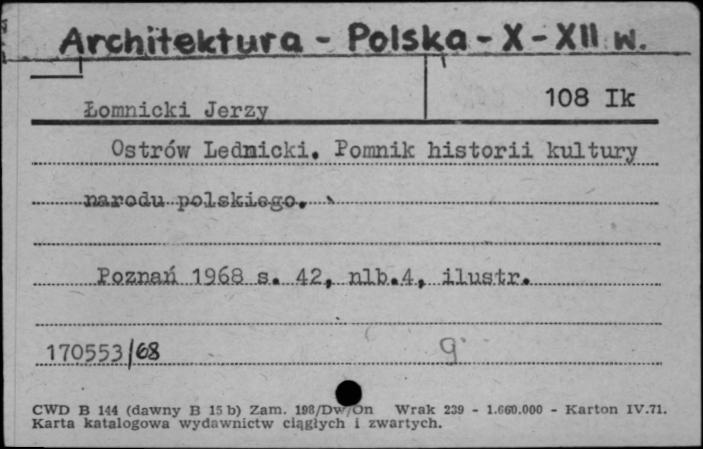 Architektura - Polska - X - XII w.
Łomnicki Jerzy
108 Ik
Ostrów Lednicki. Pomnik historii kultury
narodu polskiego.
Poznań 1968 s. 42, nlb.4, ilustr.
170553/68
g
CWD B 144 (dawny B 15 b) Zam. 198/Dw/On Wrak 239 - 1.660.000 - Karton IV.71.
Karta katalogowa wydawnictw ciągłych i zwartych.